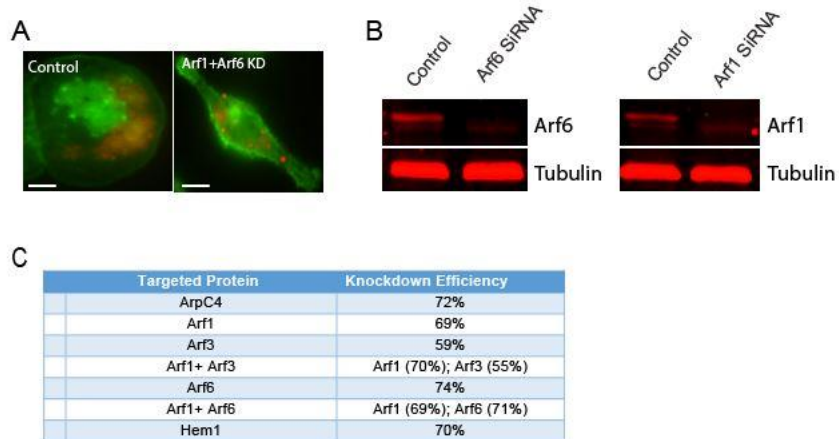 A
Control
Arf1+Arf6 KD
B
Control
Arf6 SiRNA
Arf6
Tubulin
Control
Arf1 SiRNA
Arf1
Tubulin
C
Targeted Protein Knockdown Efficiency
ArpC4 72%
Arf1 69%
Arf3 59%
Arf1+ Arf3 Arf1 (70%); Arf3 (55%)
Arf6 74%
Arf1+ Arf6 Arf1 (69%); Arf6 (71%)
Hem1 70%